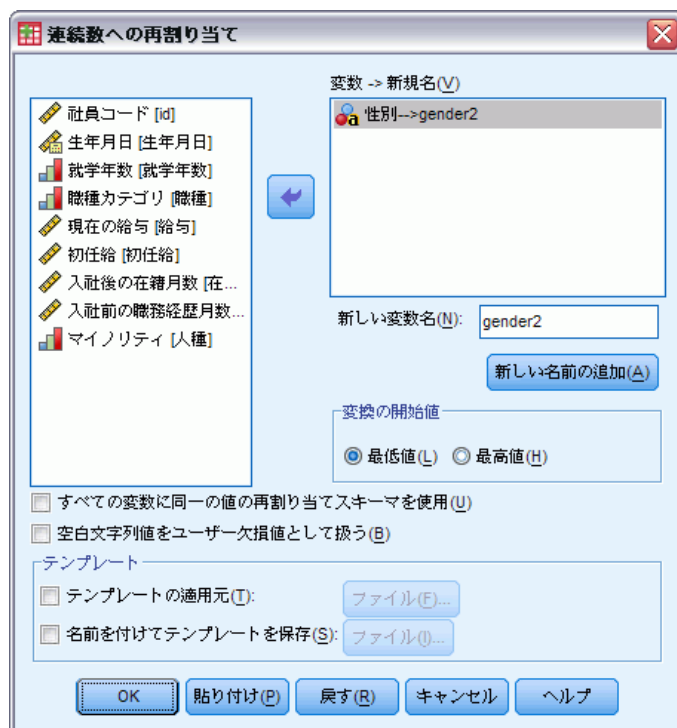 連続数への再割り当て
変数 -> 新規名(V)
社員コード [id]
生年月日 [生年月日]
就学年数 [就学年数]
職種カテゴリ [職種]
現在の給与 [給与]
初任給 [初任給]
入社後の在籍月数 [在...
入社前の職務経歴月数...
マイノリティ [人種]
a 性別-->gender2
新しい変数名(N): gender2
新しい名前の追加(A)
変換の開始値
最低値(L) 最高値(H)
すべての変数に同一の値の再割り当てスキーマを使用(U)
空白文字列値をユーザー欠損値として扱う(B)
テンプレート
テンプレートの適用元(T): ファイル(F)...
名前を付けてテンプレートを保存(S): ファイル(I)...
OK 貼り付け(P) 戻す(R) キャンセル ヘルプ